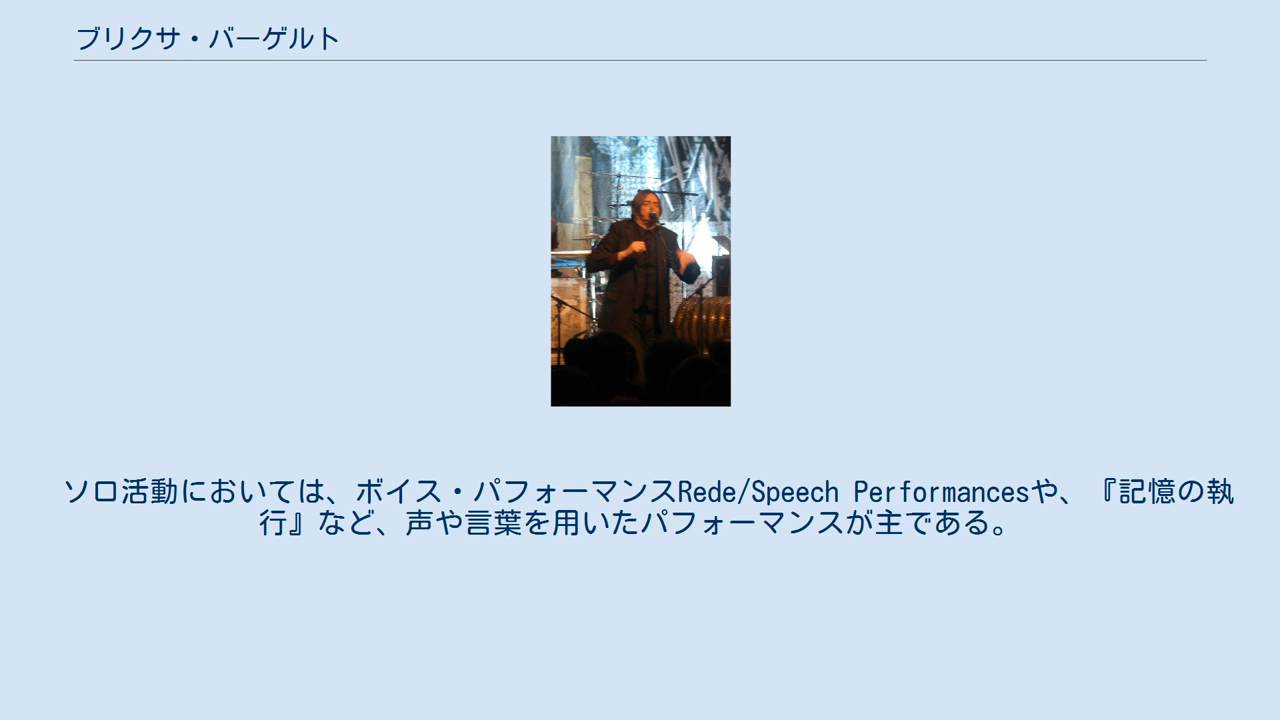 ブリクサ・バーゲルト
ソロ活動においては、ボイス・パフォーマンスRede/Speech Performancesや、『記憶の執
行』など、声や言葉を用いたパフォーマンスが主である。